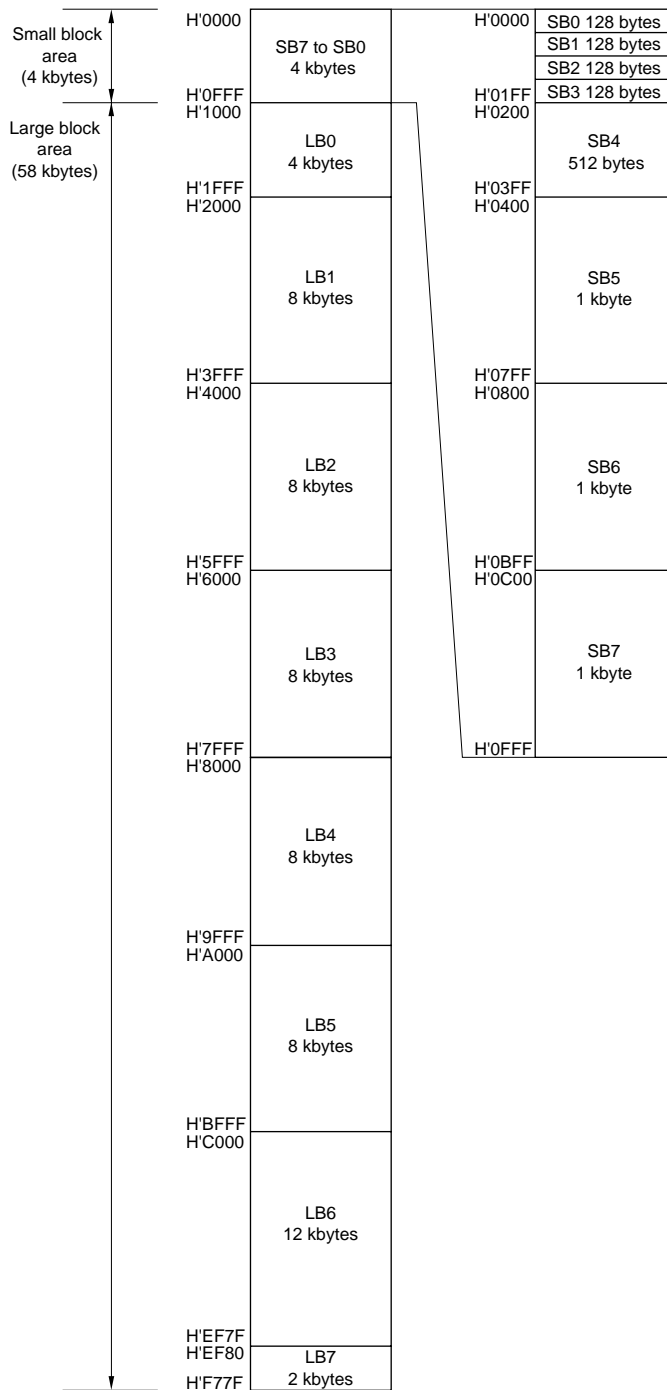 Small block
area
(4 kbytes)
Large block
area
(58 kbytes)
H'0000
SB7 to SB0
4 kbytes
H'0FFF
H'1000
LB0
4 kbytes
H'1FFF
H'2000
LB1
8 kbytes
H'3FFF
H'4000
LB2
8 kbytes
H'5FFF
H'6000
LB3
8 kbytes
H'7FFF
H'8000
LB4
8 kbytes
H'9FFF
H'A000
LB5
8 kbytes
H'BFFF
H'C000
LB6
12 kbytes
H'EF7F
H'EF80
LB7
2 kbytes
H'F77F
H'0000
SB0 128 bytes
SB1 128 bytes
SB2 128 bytes
SB3 128 bytes
H'01FF
H'0200
SB4
512 bytes
H'03FF
H'0400
SB5
1 kbyte
H'07FF
H'0800
SB6
1 kbyte
H'0BFF
H'0C00
SB7
1 kbyte
H'0FFF